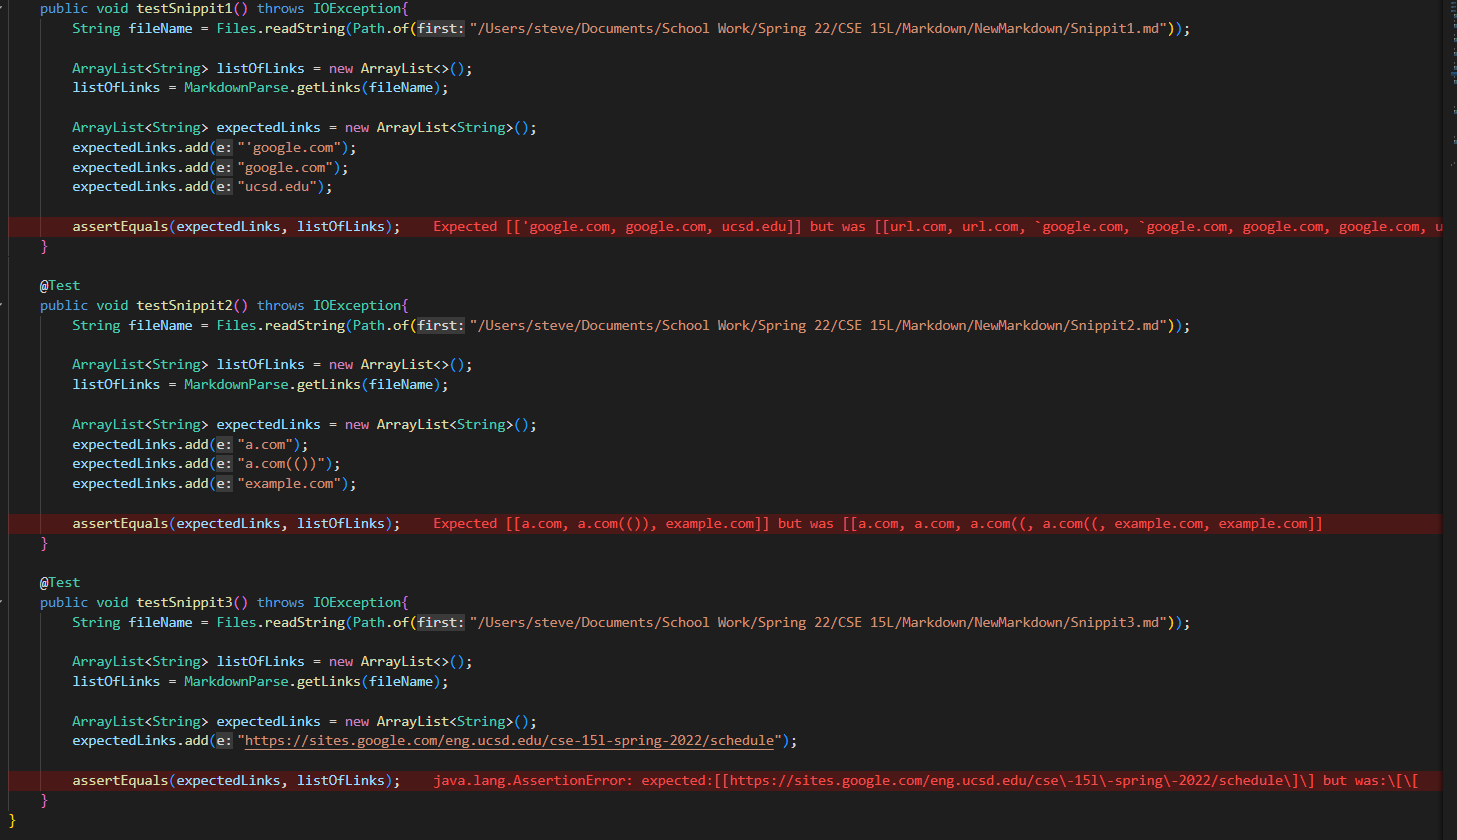 public void testSnippit1() throws IOException{
String fileName = Files.readString(Path.of(first: "/Users/steve/Documents/School Work/Spring 22/CSE 15L/Markdown/NewMarkdown/Snippit1.md"));
ArrayList<String> listOfLinks = new ArrayList<>();
listOfLinks = MarkdownParse.getLinks(fileName);
ArrayList<String> expectedLinks = new ArrayList<String>();
expectedLinks.add(e: "'google.com");
expectedLinks.add(e: "google.com");
expectedLinks.add(e: "ucsd.edu");
assertEquals(expectedLinks, listOfLinks); Expected [['google.com, google.com, ucsd.edu]] but was [[url.com, url.com, `google.com, `google.com, google.com, google.com, u
}
@Test
public void testSnippit2() throws IOException{
String fileName = Files.readString(Path.of(first: "/Users/steve/Documents/School Work/Spring 22/CSE 15L/Markdown/NewMarkdown/Snippit2.md"));
ArrayList<String> listOfLinks = new ArrayList<>();
listOfLinks = MarkdownParse.getLinks(fileName);
ArrayList<String> expectedLinks = new ArrayList<String>();
expectedLinks.add(e: "a.com");
expectedLinks.add(e: "a.com(())");
expectedLinks.add(e: "example.com");
assertEquals(expectedLinks, listOfLinks); Expected [[a.com, a.com(()), example.com]] but was [[a.com, a.com, a.com((, a.com((, example.com, example.com]]
}
@Test
public void testSnippit3() throws IOException{
String fileName = Files.readString(Path.of(first: "/Users/steve/Documents/School Work/Spring 22/CSE 15L/Markdown/NewMarkdown/Snippit3.md"));
ArrayList<String> listOfLinks = new ArrayList<>();
listOfLinks = MarkdownParse.getLinks(fileName);
ArrayList<String> expectedLinks = new ArrayList<String>();
expectedLinks.add(e: "https://sites.google.com/eng.ucsd.edu/cse-15l-spring-2022/schedule");
assertEquals(expectedLinks, listOfLinks); java.lang.AssertionError: expected:[[https://sites.google.com/eng.ucsd.edu/cse\-15l\-spring\-2022/schedule\]\] but was:\[\[
}
}